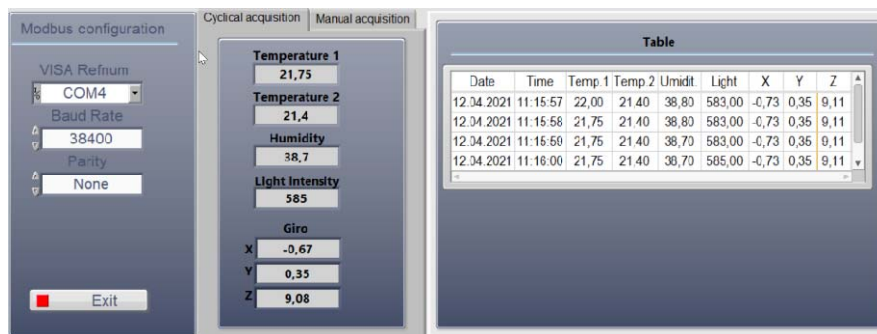 Modbus configuration
VISA Refnum
COM4
Baud Rate
38400
Parity
None
Exit
Cyclical acquisition Manual acquisition
Temperature 1
21,75
Temperature 2
21,4
Humidity
38,7
Light Intensity
585
Giro
X -0,67
Y 0,35
Z 9,08
Table
Date Time Temp.1 Temp.2 Umidit. Light X Y Z
12.04.2021 11:15:57 22,00 21,40 38,80 583,00 -0,73 0,35 9,11
12.04.2021 11:15:58 21,75 21,40 38,80 583,00 -0,73 0,35 9,11
12.04.2021 11:15:59 21,75 21,40 38,70 583,00 -0,73 0,35 9,11
12.04.2021 11:16:00 21,75 21,40 38,70 585,00 -0,73 0,35 9,11